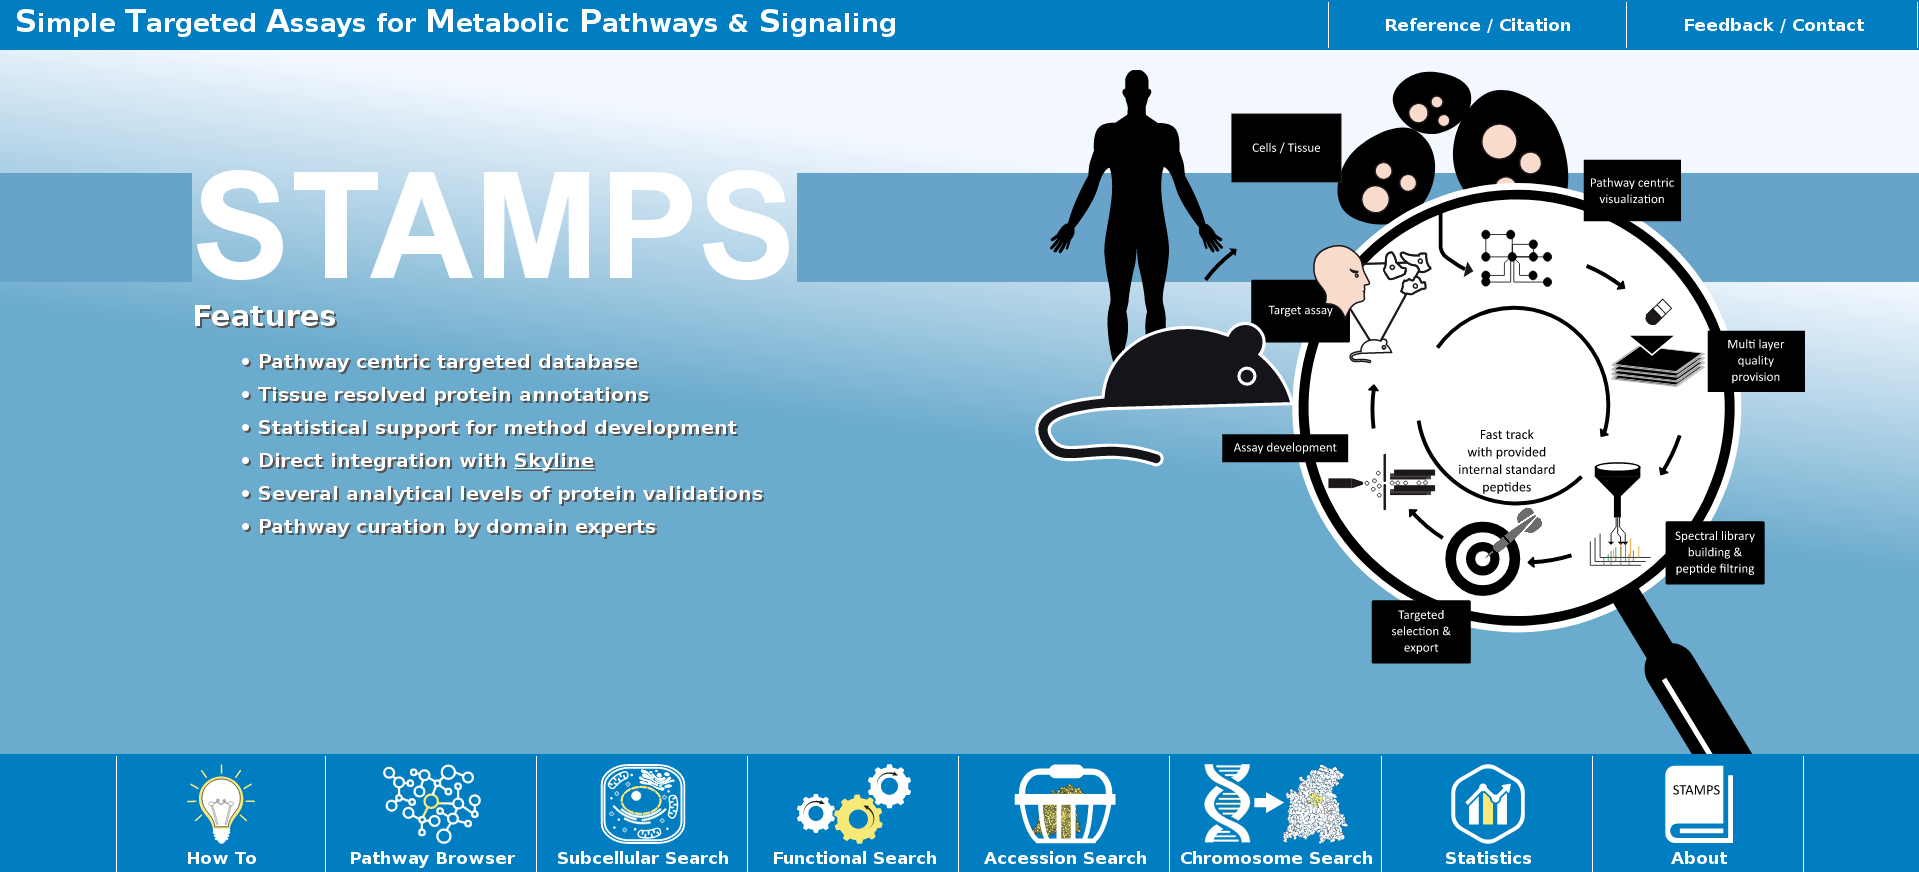 Simple Targeted Assays for Metabolic Pathways & Signaling
Reference / Citation
Feedback / Contact
STAMPS
Features
• Pathway centric targeted database
• Tissue resolved protein annotations
• Statistical support for method development
• Direct integration with Skyline
• Several analytical levels of protein validations
• Pathway curation by domain experts
Cells / Tissue
Pathway centric
visualization
Target assay
Multi layer
quality
provision
Assay development
Fast track
with provided
internal standard
peptides
Spectral library
building &
peptide filtring
Targeted
selection &
export
How To
Pathway Browser
Subcellular Search
Functional Search
Accession Search
Chromosome Search
Statistics
STAMPS
About